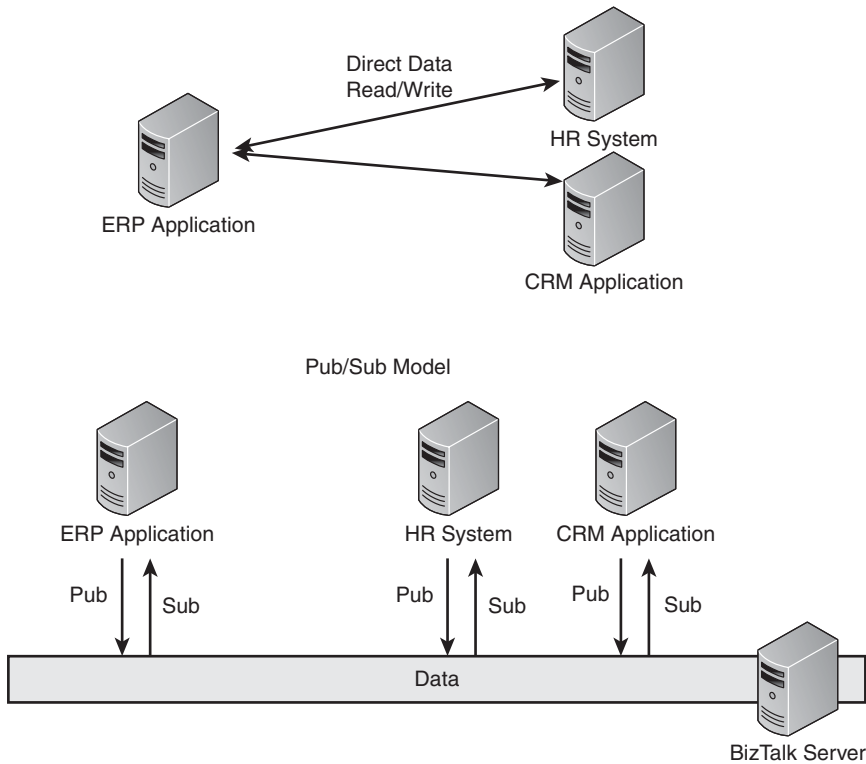 Direct Data
Read/Write
HR System
ERP Application
CRM Application
Pub/Sub Model
ERP Application
HR System
CRM Application
Pub
Sub
Pub
Sub
Pub
Sub
Data
BizTalk Server